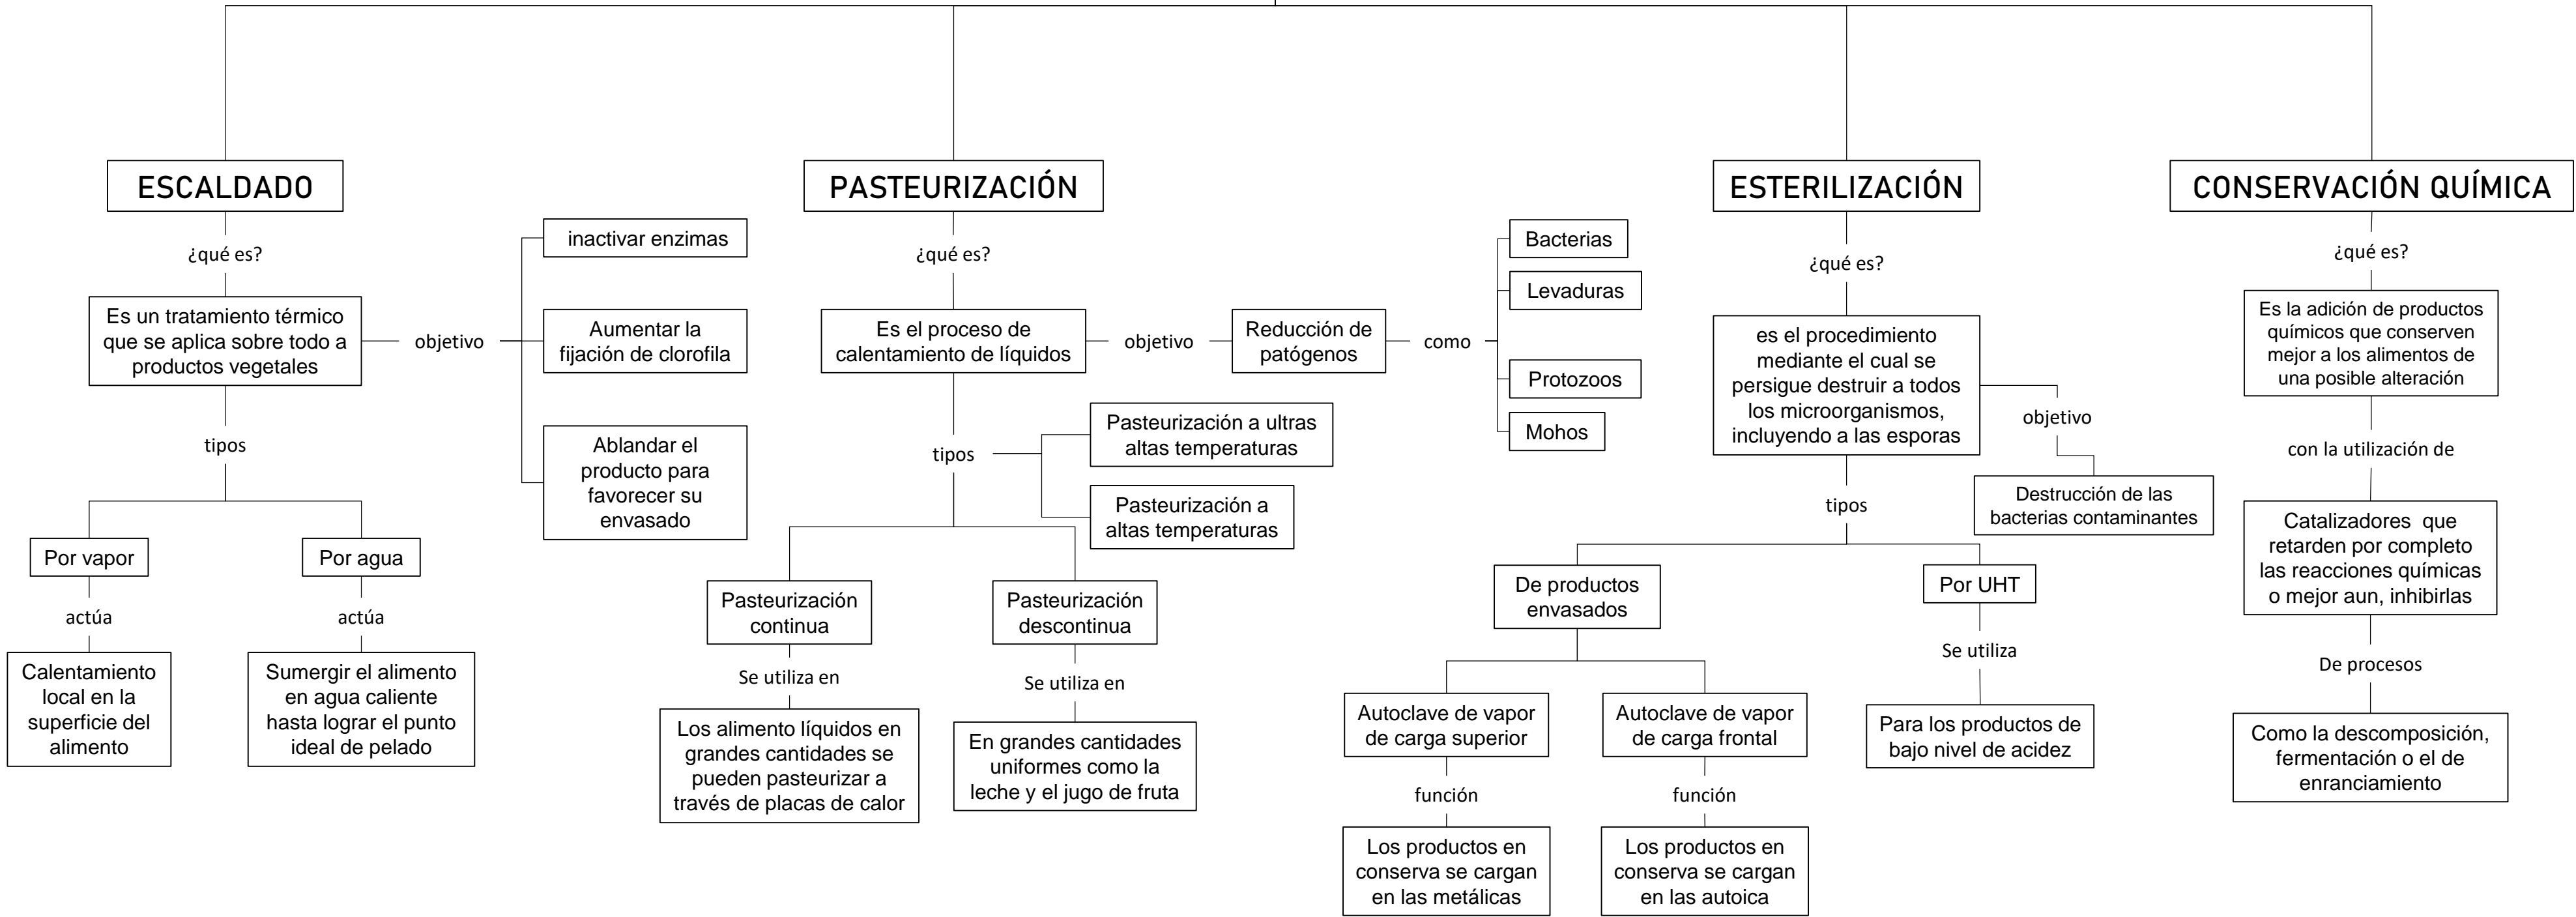 ESCALDADO
¿qué es?
Es un tratamiento térmico
que se aplica sobre todo a
productos vegetales
objetivo
inactivar enzimas
Aumentar la
fijación de clorofila
Ablandar el
producto para
favorecer su
envasado
tipos
Por vapor
actúa
Calentamiento
local en la
superficie del
alimento
Por agua
actúa
Sumergir el alimento
en agua caliente
hasta lograr el punto
ideal de pelado
PASTEURIZACIÓN
¿qué es?
Es el proceso de
calentamiento de líquidos
objetivo
Reducción de
patógenos
como
Bacterias
Levaduras
Protozoos
Mohos
tipos
Pasteurización a ultras
altas temperaturas
Pasteurización a
altas temperaturas
Pasteurización
continua
Se utiliza en
Los alimento líquidos en
grandes cantidades se
pueden pasteurizar a
través de placas de calor
Pasteurización
descontinua
Se utiliza en
En grandes cantidades
uniformes como la
leche y el jugo de fruta
ESTERILIZACIÓN
¿qué es?
es el procedimiento
mediante el cual se
persigue destruir a todos
los microorganismos,
incluyendo a las esporas
objetivo
Destrucción de las
bacterias contaminantes
tipos
De productos
envasados
Autoclave de vapor
de carga superior
función
Los productos en
conserva se cargan
en las metálicas
Autoclave de vapor
de carga frontal
función
Los productos en
conserva se cargan
en las autoica
Por UHT
Se utiliza
Para los productos de
bajo nivel de acidez
CONSERVACIÓN QUÍMICA
¿qué es?
Es la adición de productos
químicos que conserven
mejor a los alimentos de
una posible alteración
con la utilización de
Catalizadores que
retarden por completo
las reacciones químicas
o mejor aun, inhibirlas
De procesos
Como la descomposición,
fermentación o el de
enranciamiento